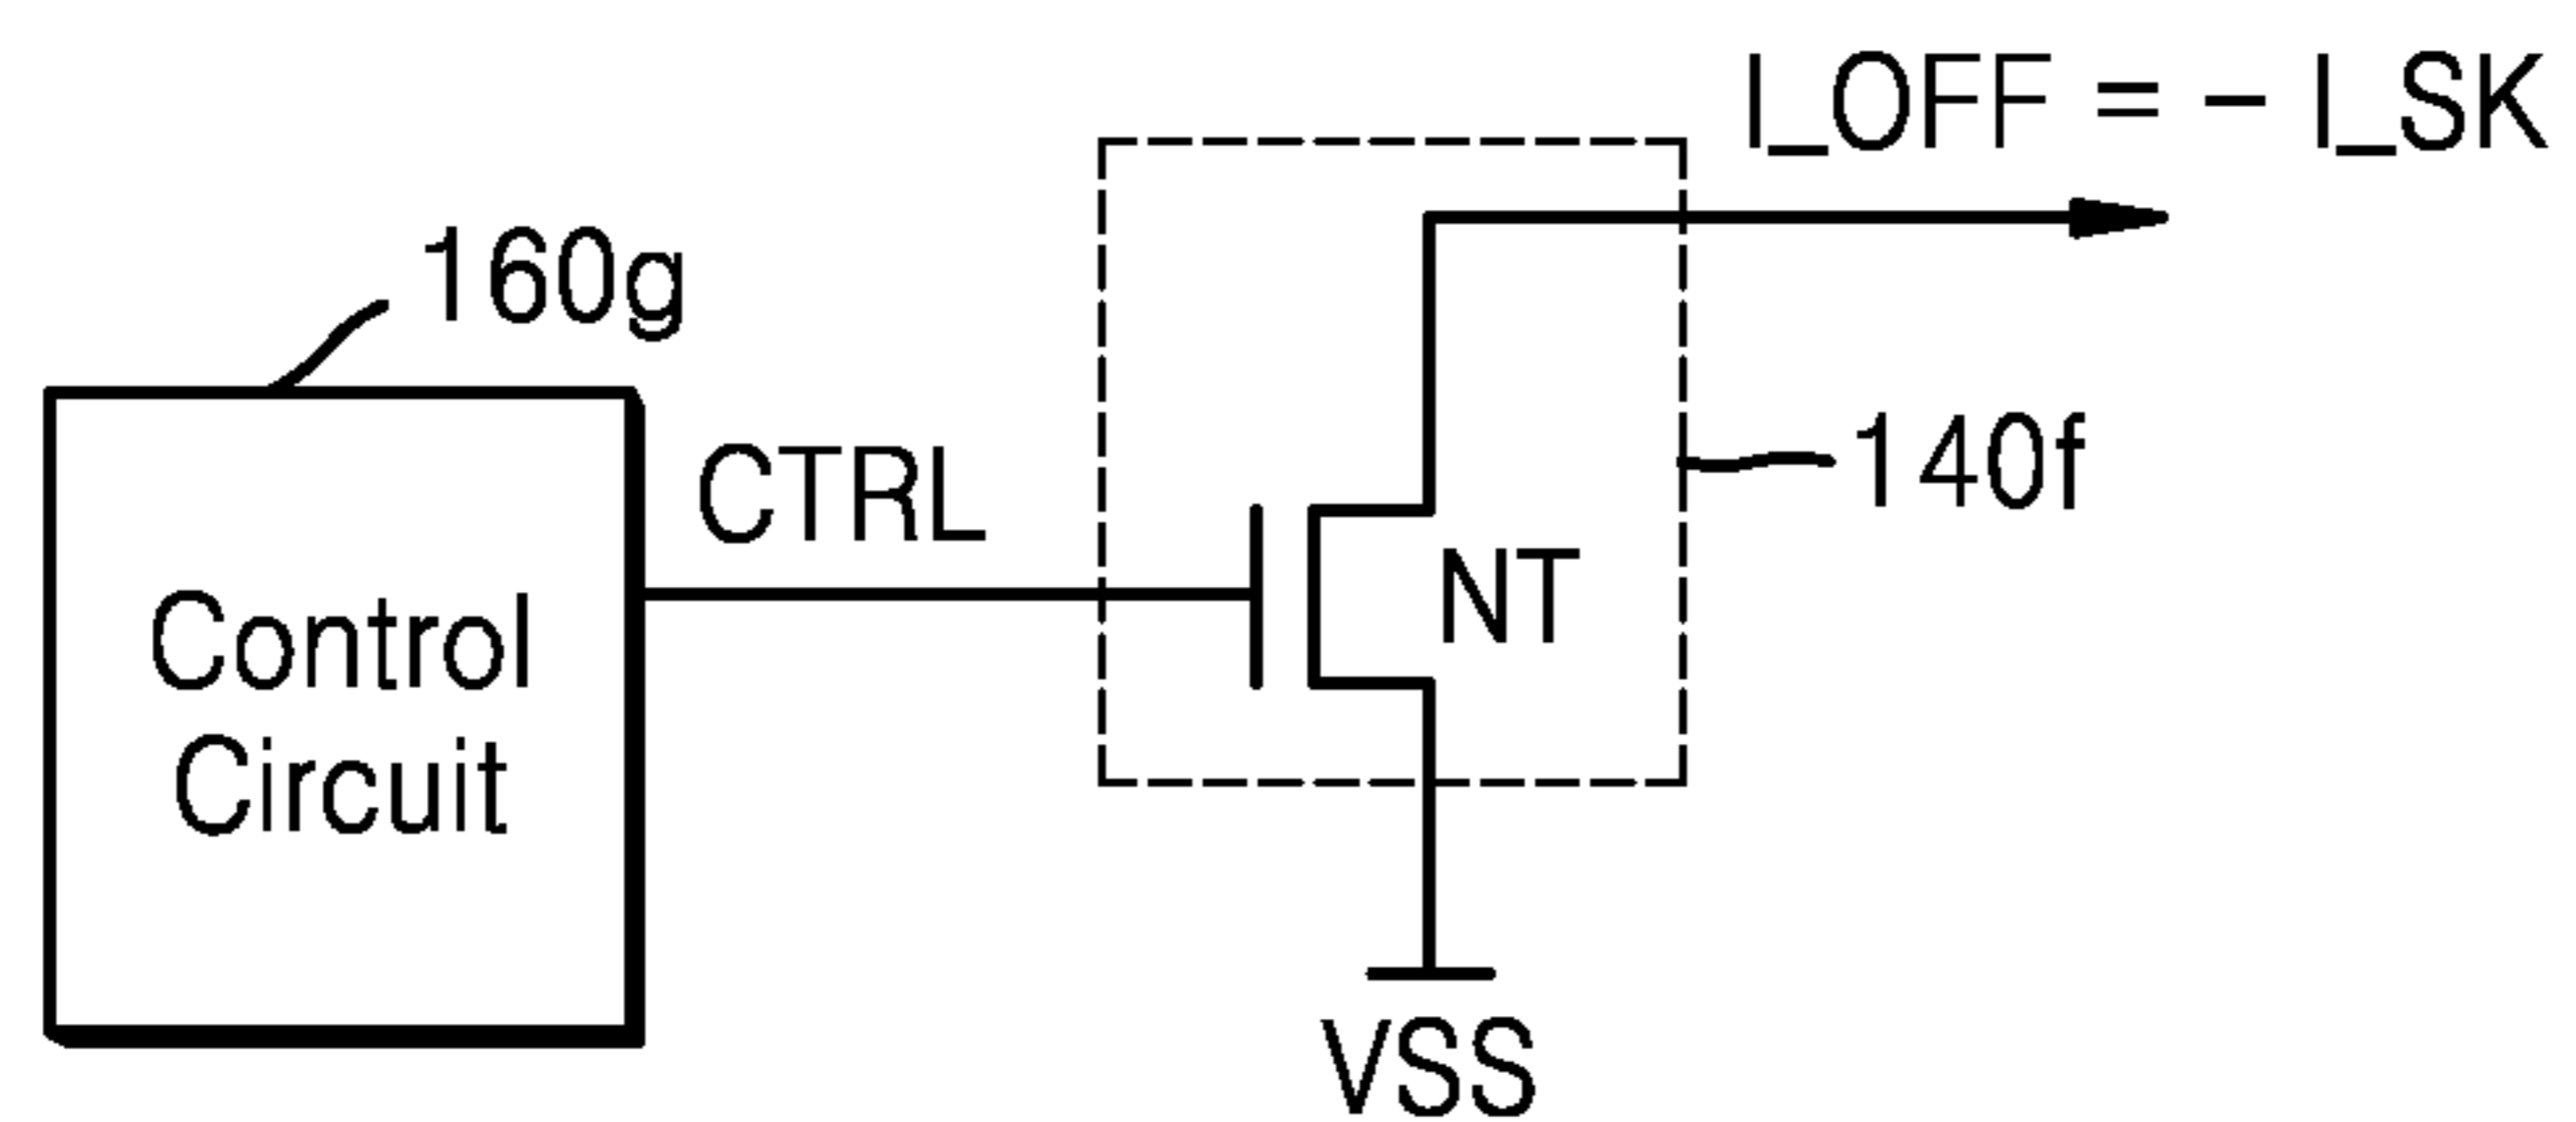 I_OFF = - I_SK
160g
CTRL
140f
NT
Control
Circuit
VSS